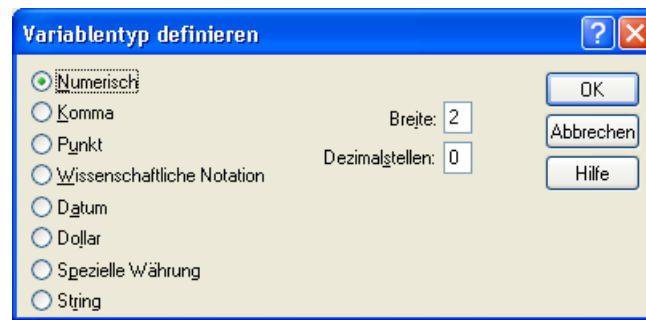 Variablentyp definieren
Numerisch
Komma
Punkt
Wissenschaftliche Notation
Datum
Dollar
Spezielle Währung
String
Breite: 2
Dezimalstellen: 0
OK
Abbrechen
Hilfe